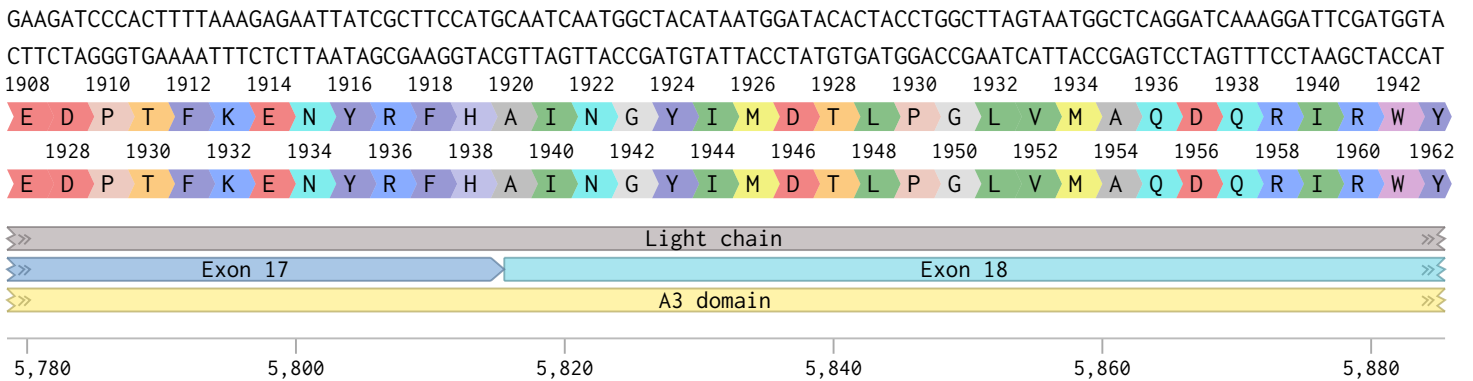 GAAGATCCCACTTTTAAAGAGAATTATCGCTTCCATGCAATCAATGGCTACATAATGGATACACTACCTGGCTTAGTAATGGCTCAGGATCAAAGGATTCGATGGTA
CTTCTAGGGTGAAAATTTCTCTTAATAGCGAAGGTACGTTAGTTACCGATGTATTACCTATGTGATGGACCGAATCATTACCGAGTCCTAGTTTCCTAAGCTACCAT
1908 1910 1912 1914 1916 1918 1920 1922 1924 1926 1928 1930 1932 1934 1936 1938 1940 1942
E D P T F K E N Y R F H A I N G Y I M D T L P G L V M A Q D Q R I R W Y
1928 1930 1932 1934 1936 1938 1940 1942 1944 1946 1948 1950 1952 1954 1956 1958 1960 1962
E D P T F K E N Y R F H A I N G Y I M D T L P G L V M A Q D Q R I R W Y
Light chain
Exon 17 Exon 18
A3 domain
5,780 5,800 5,820 5,840 5,860 5,880